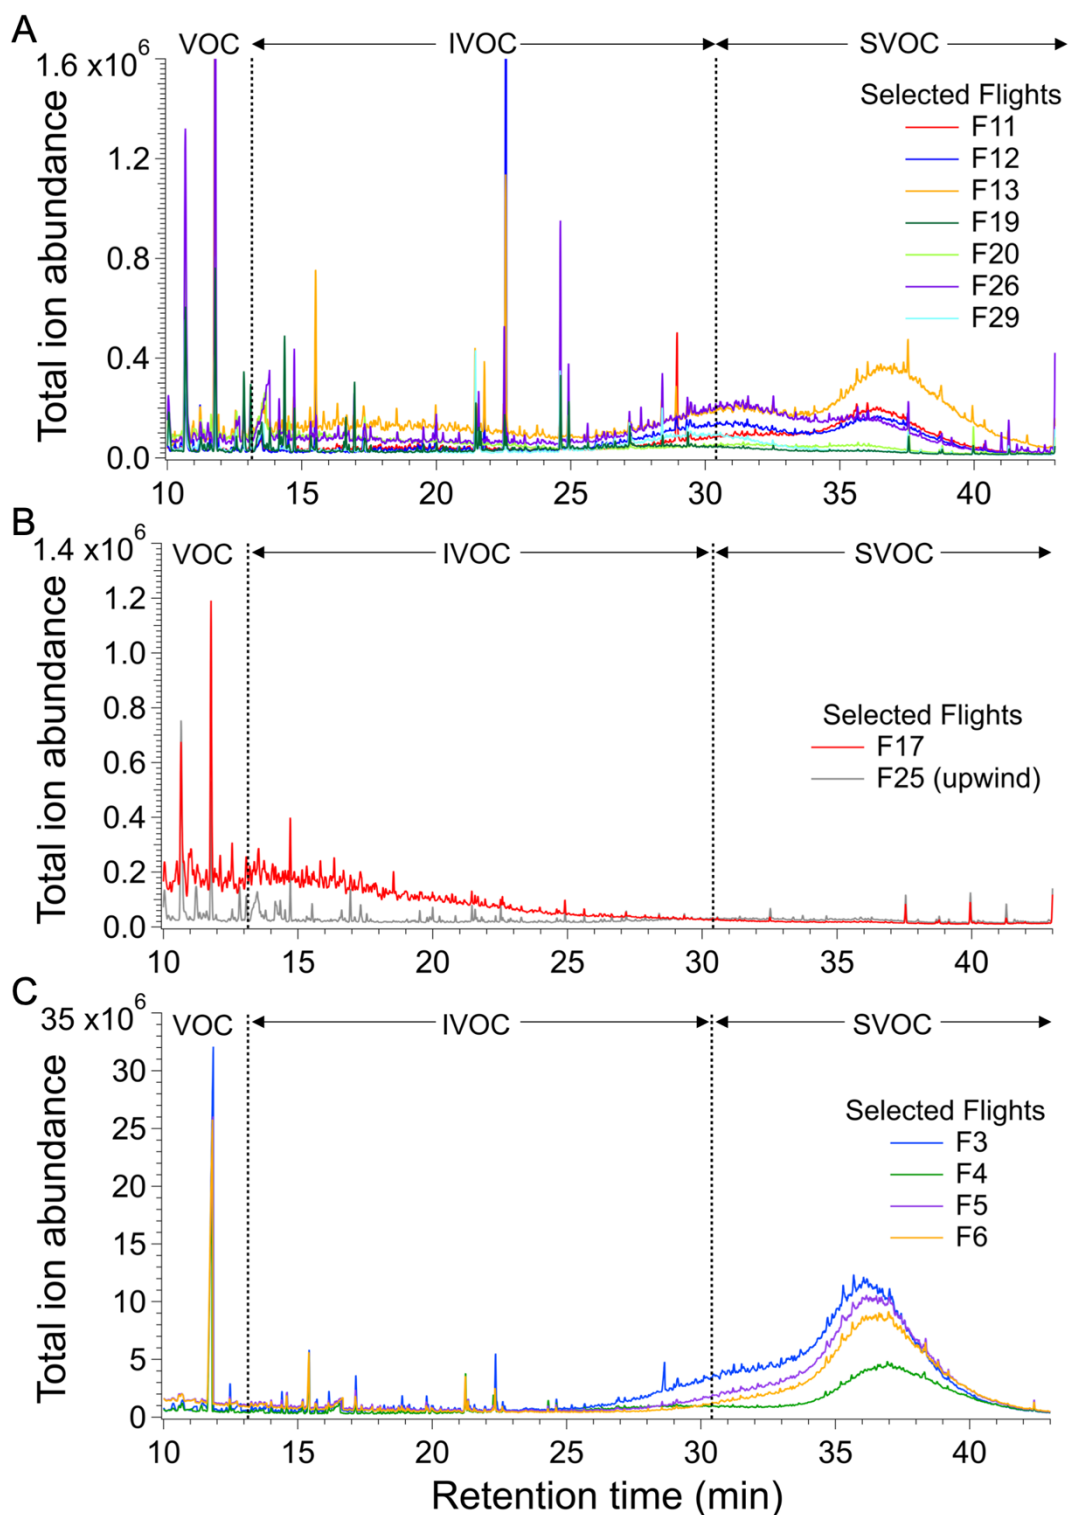 A
VOC IVOC SVOC
1.6 x10^6
1.2
0.8
0.4
0.0
Total ion abundance
Selected Flights
F11
F12
F13
F19
F20
F26
F29
10 15 20 25 30 35 40
B
VOC IVOC SVOC
1.4 x10^6
1.2
1.0
0.8
0.6
0.4
0.2
0.0
Total ion abundance
Selected Flights
F17
F25 (upwind)
10 15 20 25 30 35 40
C
VOC IVOC SVOC
35 x10^6
30
25
20
15
10
5
0
Total ion abundance
Selected Flights
F3
F4
F5
F6
10 15 20 25 30 35 40
Retention time (min)